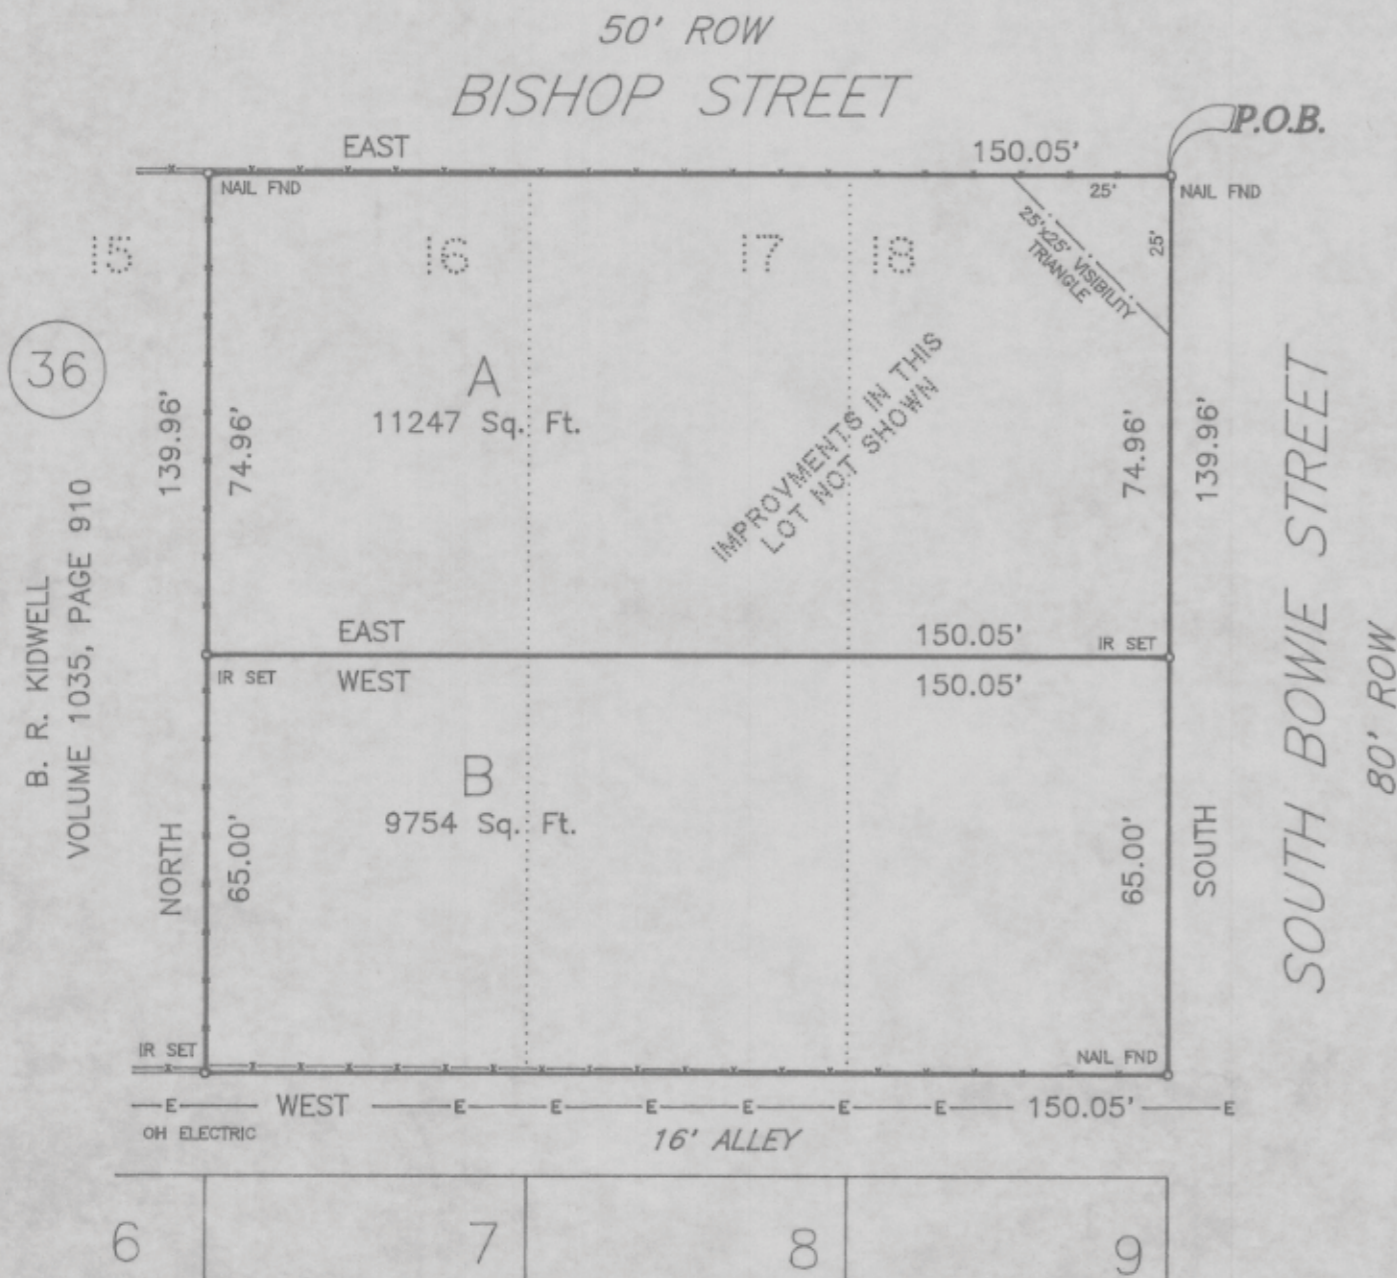 50' ROW
BISHOP STREET
P.O.B.
EAST
150.05'
NAIL FND
25'
NAIL FND
25'
15
16
17
18
25'x25' VISIBILITY
TRIANGLE
36
A
11247 Sq. Ft.
IMPROVMENTS IN THIS
LOT NOT SHOWN
139.96'
74.96'
74.96'
139.96'
B. R. KIDWELL
VOLUME 1035, PAGE 910
SOUTH BOWIE STREET
80' ROW
EAST
150.05'
IR SET
IR SET
WEST
150.05'
B
9754 Sq. Ft.
NORTH
65.00'
65.00'
SOUTH
IR SET
NAIL FND
E WEST E E E E E E 150.05' E
OH ELECTRIC
16' ALLEY
6
7
8
9